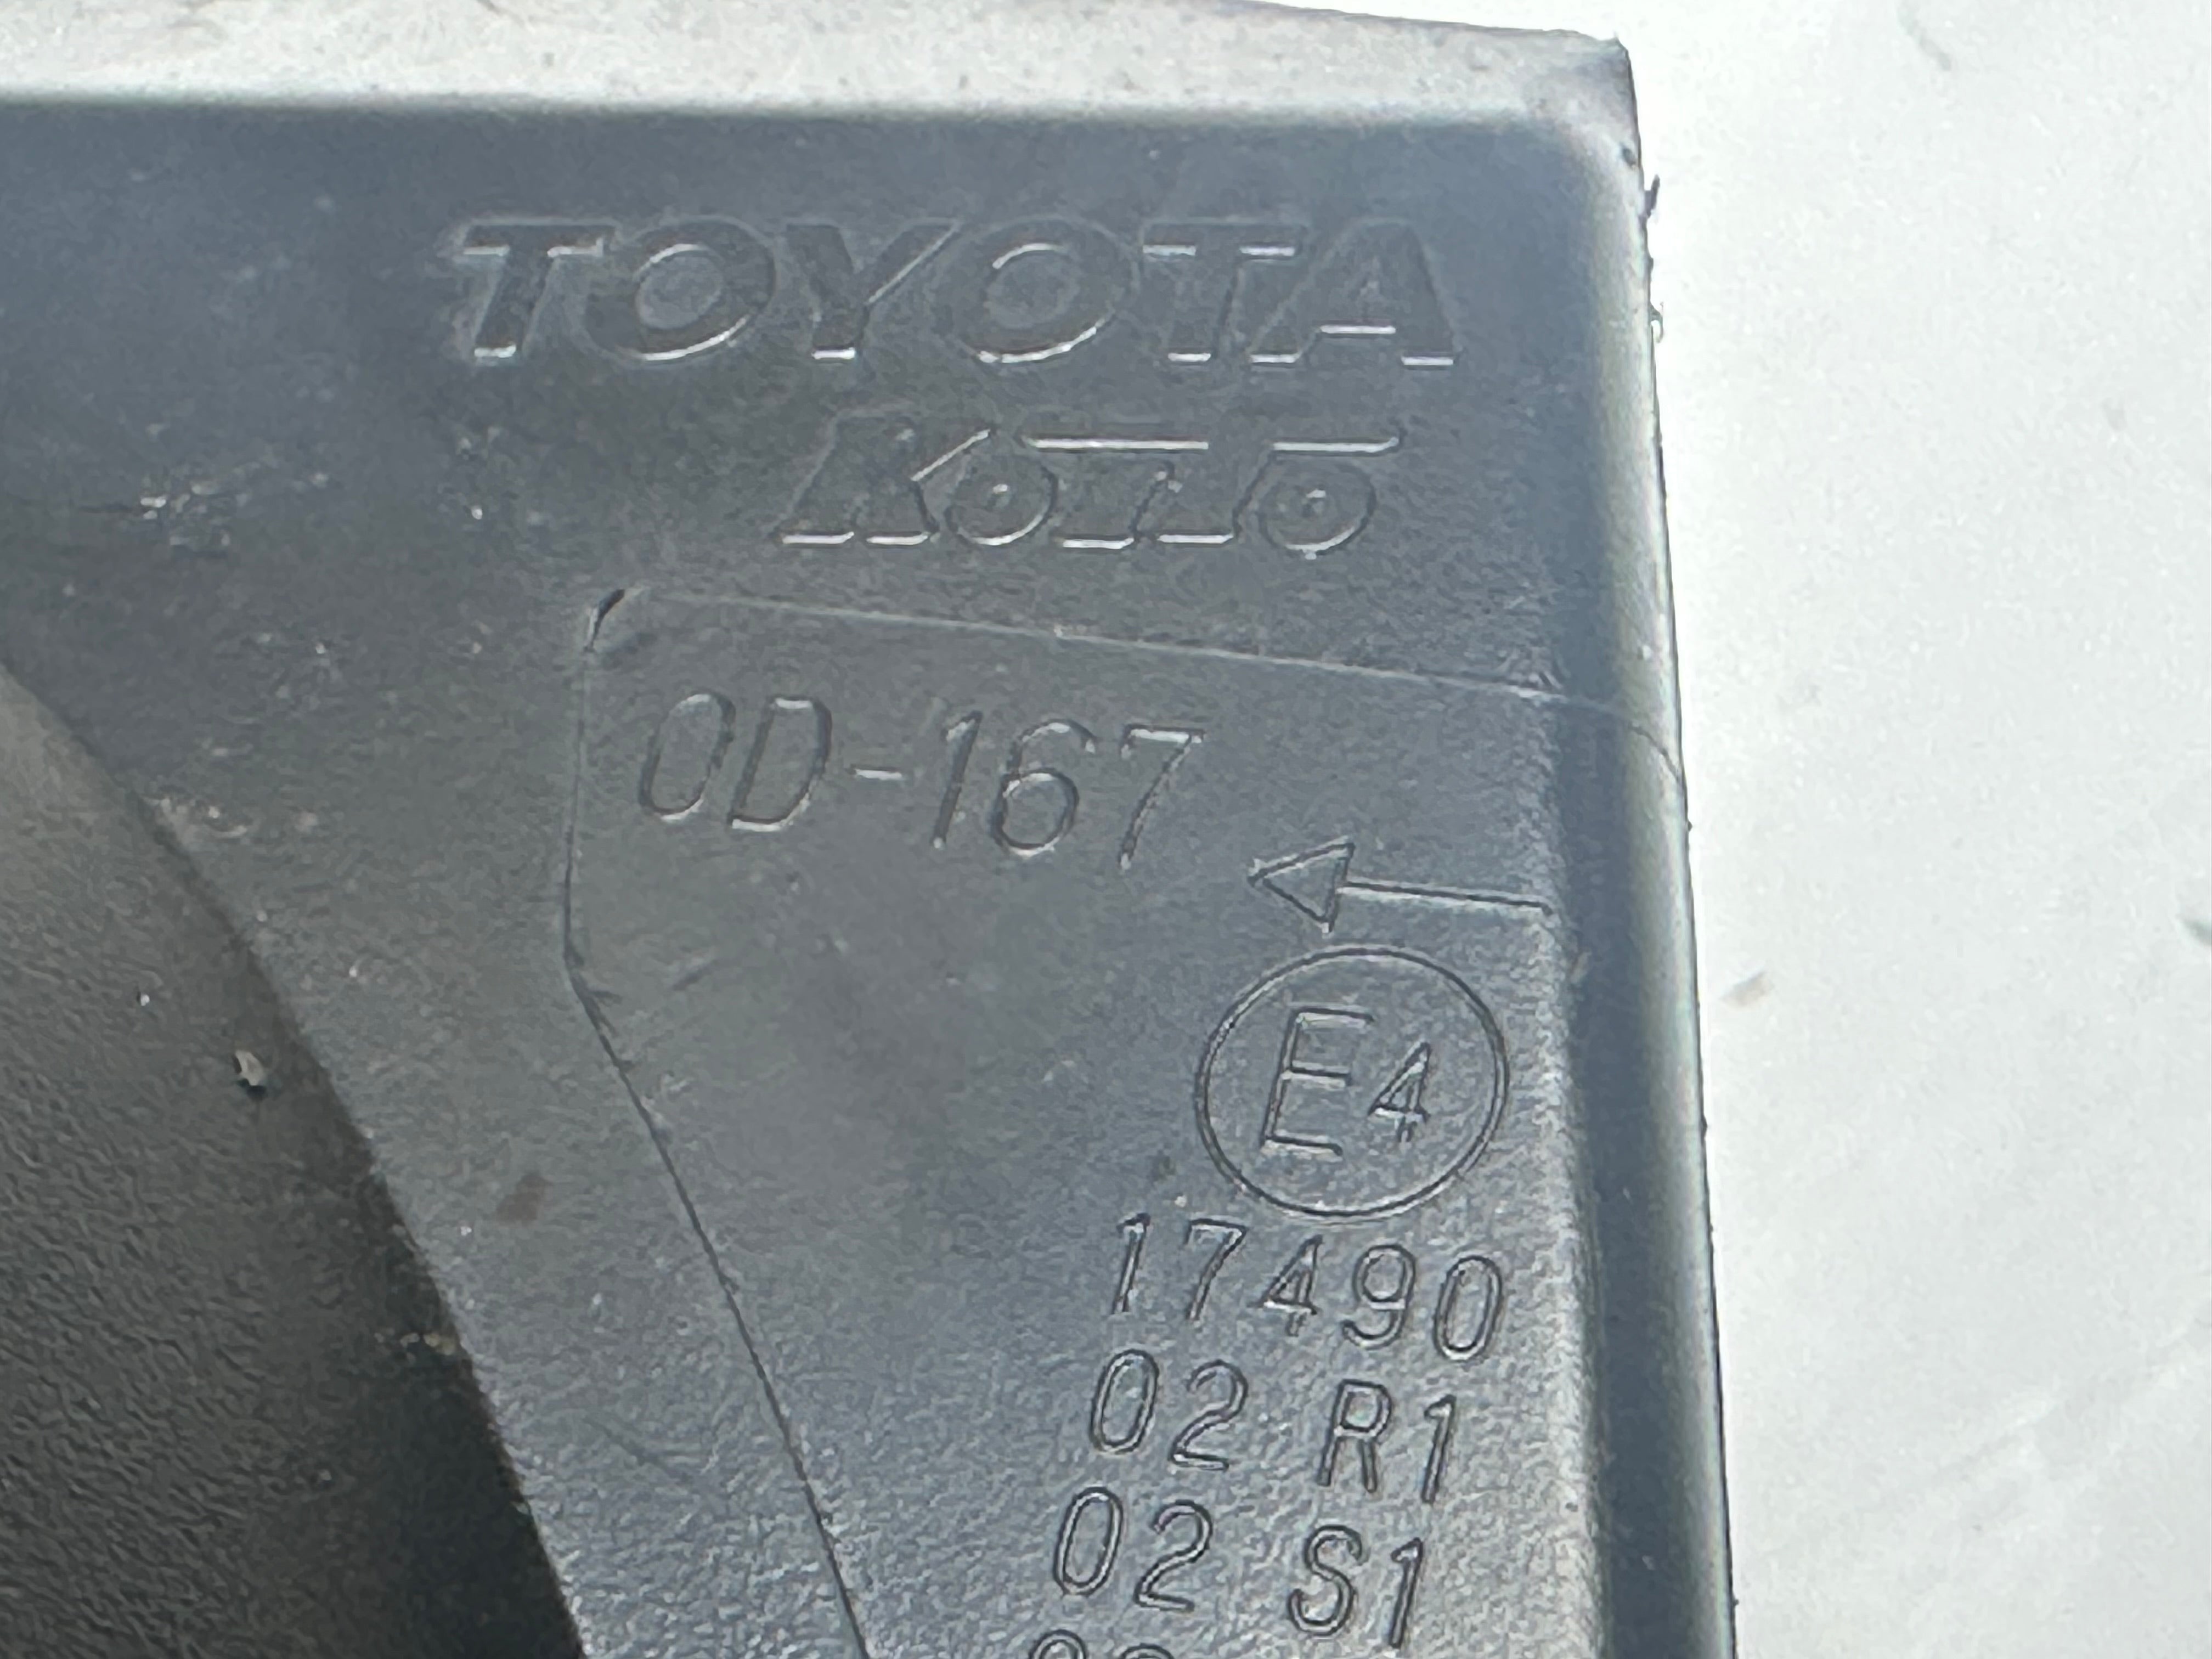 TOYOTA
KOITO
0D-167
E4
17490
02 R1
02 S1